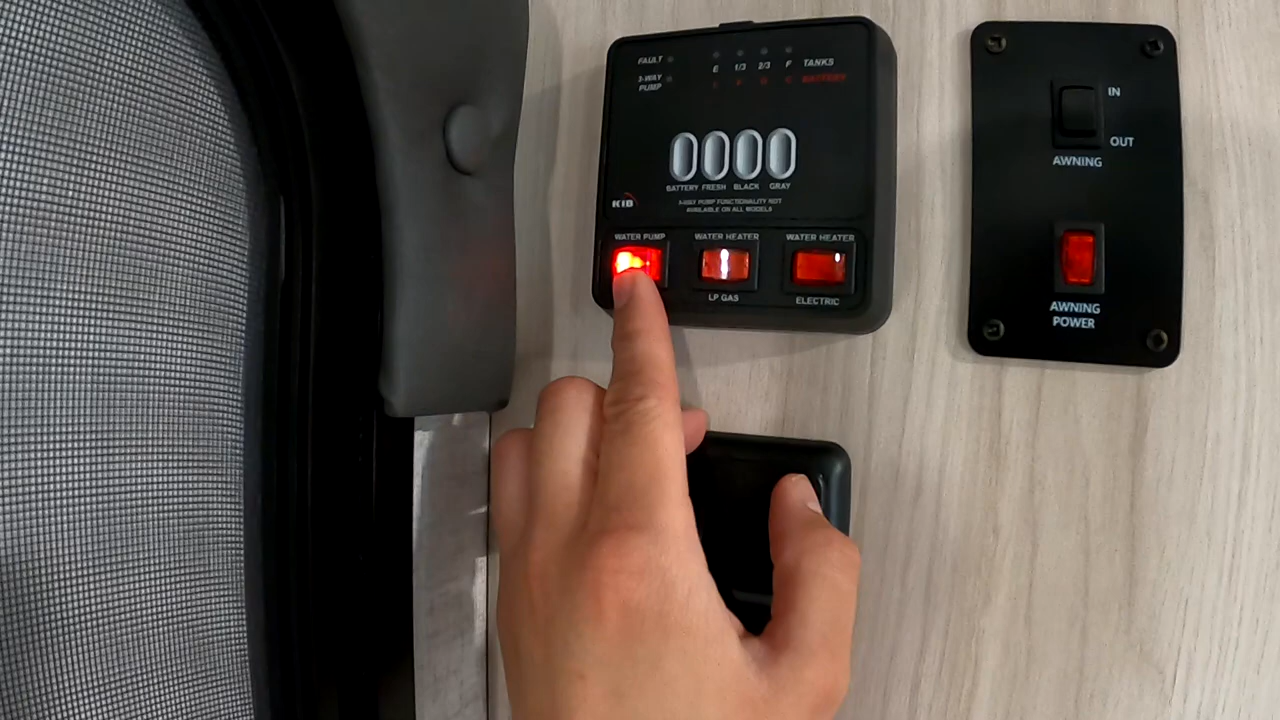 FAULT E 1/3 2/3 F TANKS
3-WAY L F G C BATTERY
PUMP
BATTERY FRESH BLACK GRAY
3-WAY PUMP FUNCTIONALITY NOT
AVAILABLE ON ALL MODELS
KIB
WATER PUMP WATER HEATER WATER HEATER
LP GAS ELECTRIC
IN
OUT
AWNING
AWNING
POWER